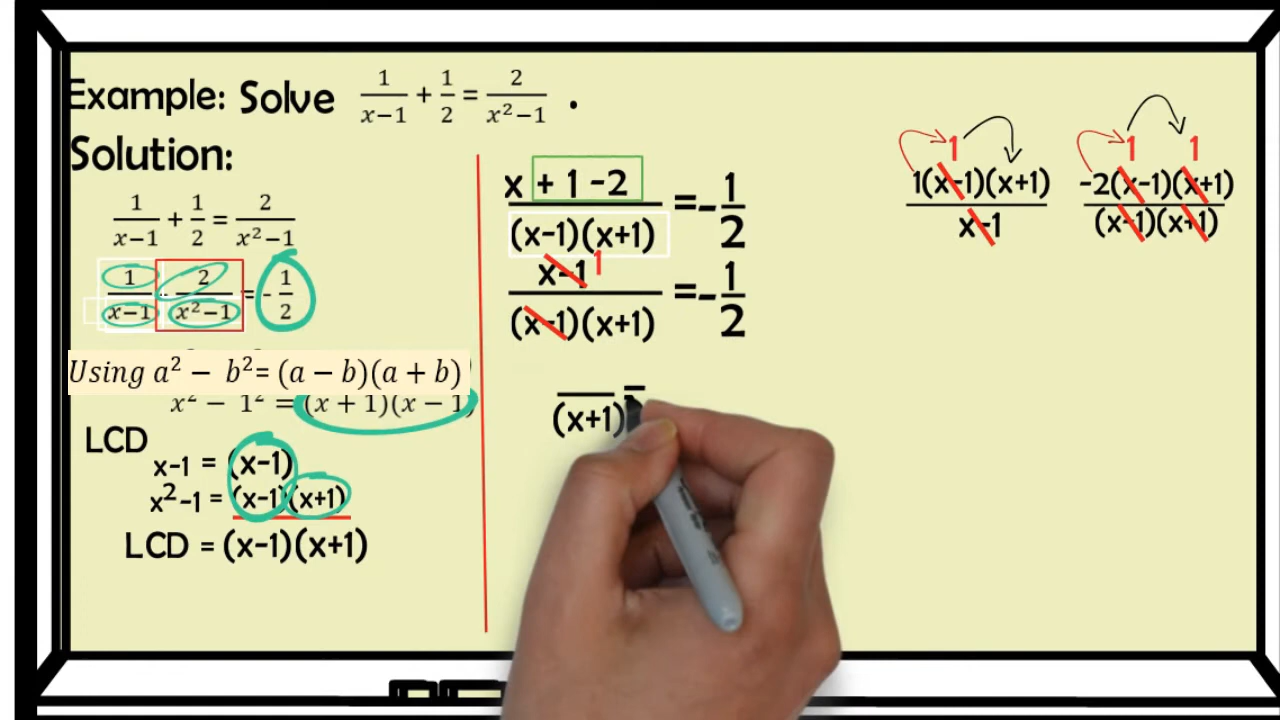 Example: Solve 1/(x−1) + 1/2 = 2/(x²−1) .
Solution:
1/(x−1) + 1/2 = 2/(x²−1)
1/(x−1) - 2/(x²−1) = - 1/2
Using a² − b² = (a − b)(a + b)
x² − 1² = (x + 1)(x − 1)
LCD
x-1 = (x-1)
x²-1 = (x-1)(x+1)
LCD = (x-1)(x+1)
(x + 1 -2)/((x-1)(x+1)) = - 1/2
(x-1)/((x-1)(x+1)) = - 1/2
1
(x+1)
1 1 1
1(x-1)(x+1)/(x-1) -2(x-1)(x+1)/((x-1)(x+1))